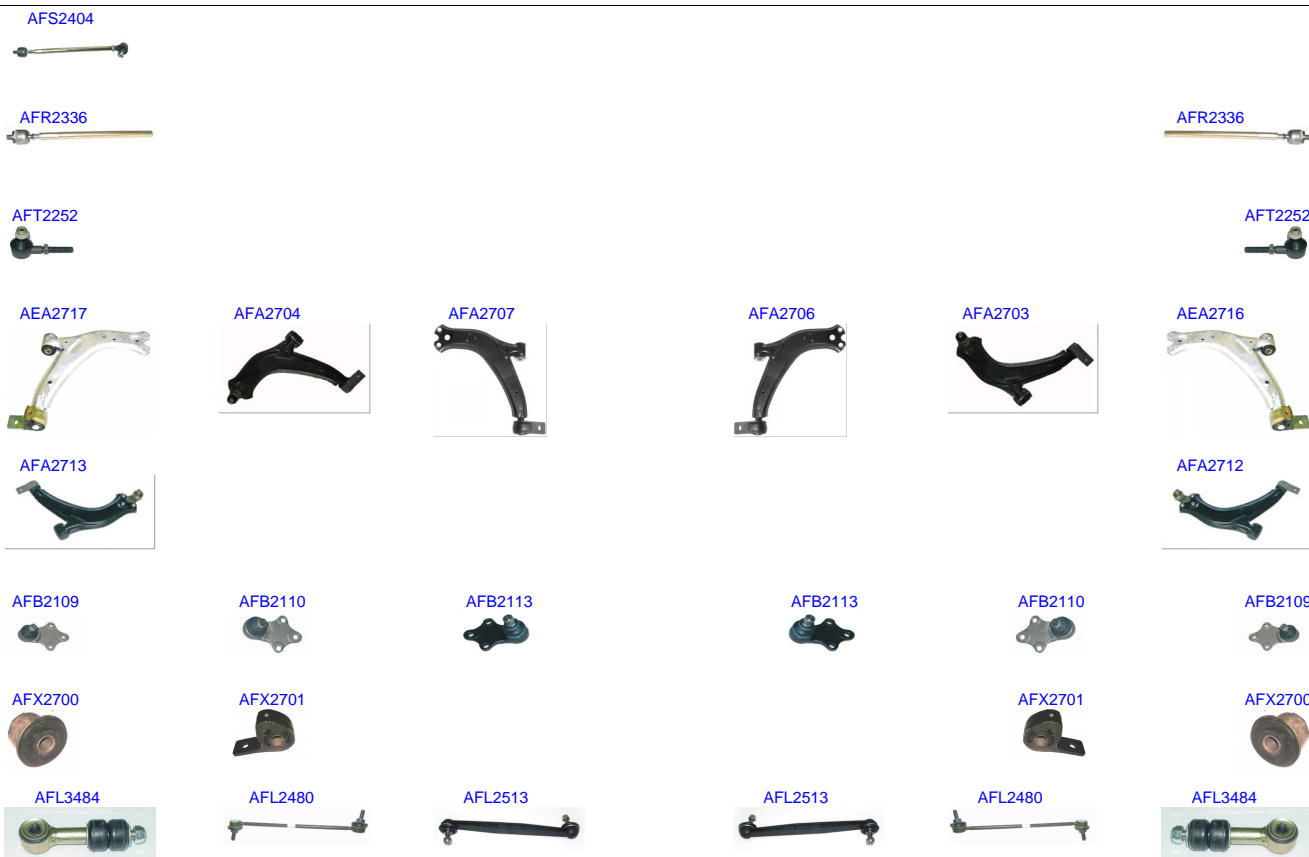 AFS2404
AFR2336 AFR2336
AFT2252 AFT2252
AEA2717 AFA2704 AFA2707 AFA2706 AFA2703 AEA2716
AFA2713 AFA2712
AFB2109 AFB2110 AFB2113 AFB2113 AFB2110 AFB2109
AFX2700 AFX2701 AFX2701 AFX2700
AFL3484 AFL2480 AFL2513 AFL2513 AFL2480 AFL3484